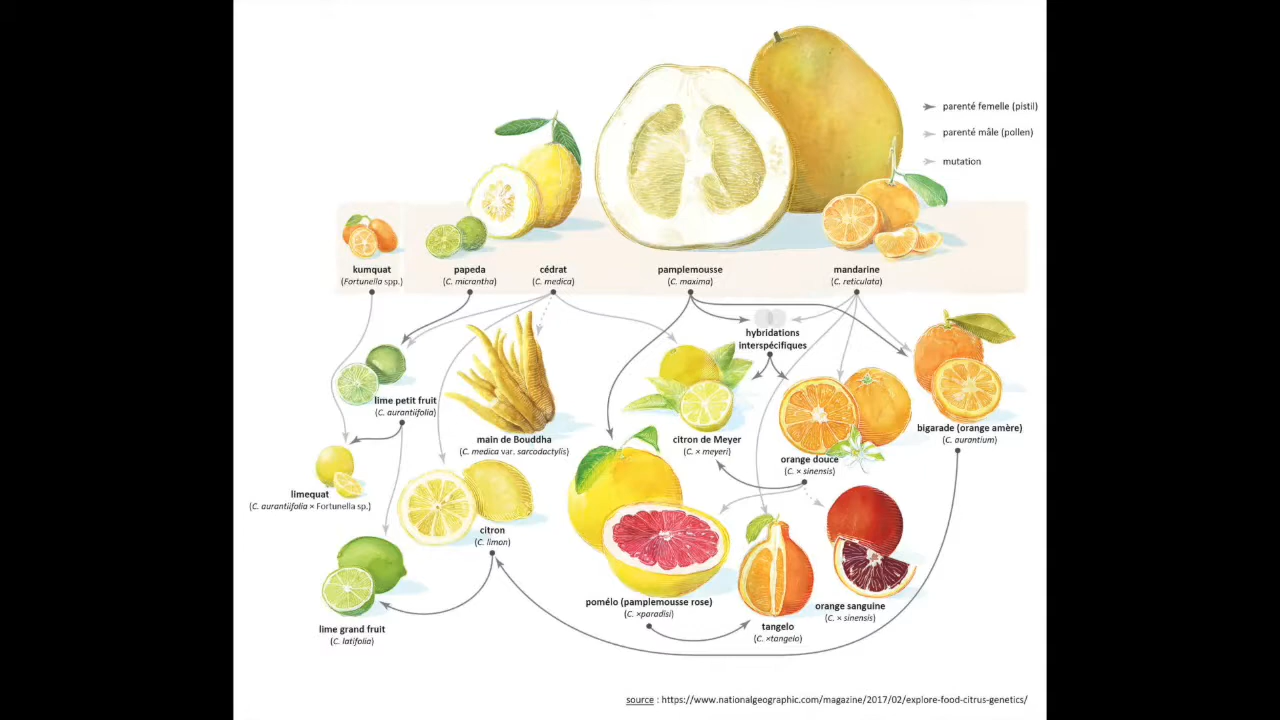 parenté femelle (pistil)
parenté mâle (pollen)
mutation
kumquat
(Fortunella spp.)
papeda
(C. micrantha)
cédrat
(C. medica)
pamplemousse
(C. maxima)
mandarine
(C. reticulata)
hybridations
interspécifiques
lime petit fruit
(C. aurantiifolia)
main de Bouddha
(C. medica var. sarcodactylis)
citron de Meyer
(C. × meyeri)
orange douce
(C. × sinensis)
bigarade (orange amère)
(C. aurantium)
limequat
(C. aurantiifolia × Fortunella sp.)
citron
(C. limon)
pomélo (pamplemousse rose)
(C. ×paradisi)
orange sanguine
(C. × sinensis)
tangelo
(C. ×tangelo)
lime grand fruit
(C. latifolia)
source : https://www.nationalgeographic.com/magazine/2017/02/explore-food-citrus-genetics/